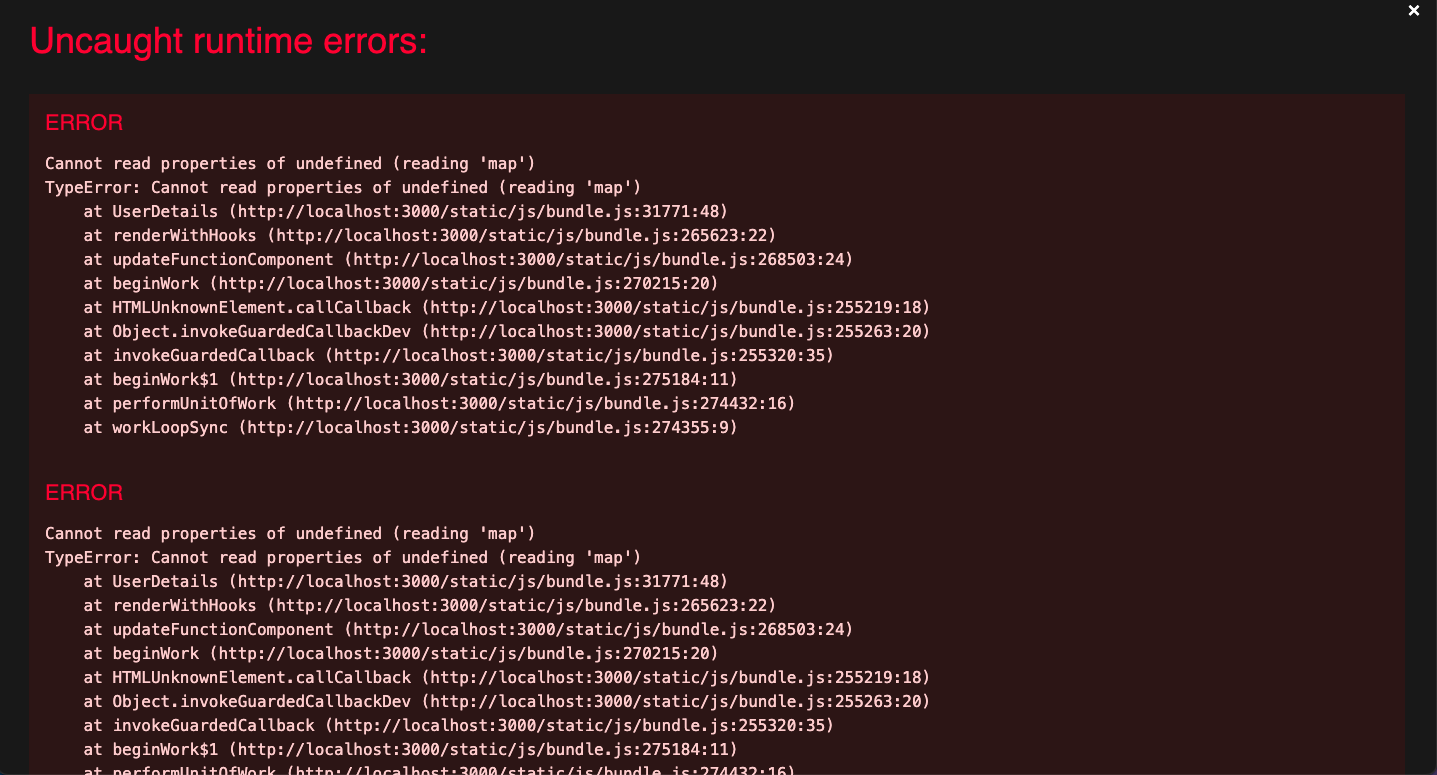 ×
Uncaught runtime errors:
ERROR
Cannot read properties of undefined (reading 'map')
TypeError: Cannot read properties of undefined (reading 'map')
    at UserDetails (http://localhost:3000/static/js/bundle.js:31771:48)
    at renderWithHooks (http://localhost:3000/static/js/bundle.js:265623:22)
    at updateFunctionComponent (http://localhost:3000/static/js/bundle.js:268503:24)
    at beginWork (http://localhost:3000/static/js/bundle.js:270215:20)
    at HTMLUnknownElement.callCallback (http://localhost:3000/static/js/bundle.js:255219:18)
    at Object.invokeGuardedCallbackDev (http://localhost:3000/static/js/bundle.js:255263:20)
    at invokeGuardedCallback (http://localhost:3000/static/js/bundle.js:255320:35)
    at beginWork$1 (http://localhost:3000/static/js/bundle.js:275184:11)
    at performUnitOfWork (http://localhost:3000/static/js/bundle.js:274432:16)
    at workLoopSync (http://localhost:3000/static/js/bundle.js:274355:9)
ERROR
Cannot read properties of undefined (reading 'map')
TypeError: Cannot read properties of undefined (reading 'map')
    at UserDetails (http://localhost:3000/static/js/bundle.js:31771:48)
    at renderWithHooks (http://localhost:3000/static/js/bundle.js:265623:22)
    at updateFunctionComponent (http://localhost:3000/static/js/bundle.js:268503:24)
    at beginWork (http://localhost:3000/static/js/bundle.js:270215:20)
    at HTMLUnknownElement.callCallback (http://localhost:3000/static/js/bundle.js:255219:18)
    at Object.invokeGuardedCallbackDev (http://localhost:3000/static/js/bundle.js:255263:20)
    at invokeGuardedCallback (http://localhost:3000/static/js/bundle.js:255320:35)
    at beginWork$1 (http://localhost:3000/static/js/bundle.js:275184:11)
    at performUnitOfWork (http://localhost:3000/static/js/bundle.js:274432:16)